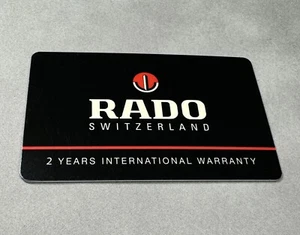 RADO
SWITZERLAND
2 YEARS INTERNATIONAL WARRANTY